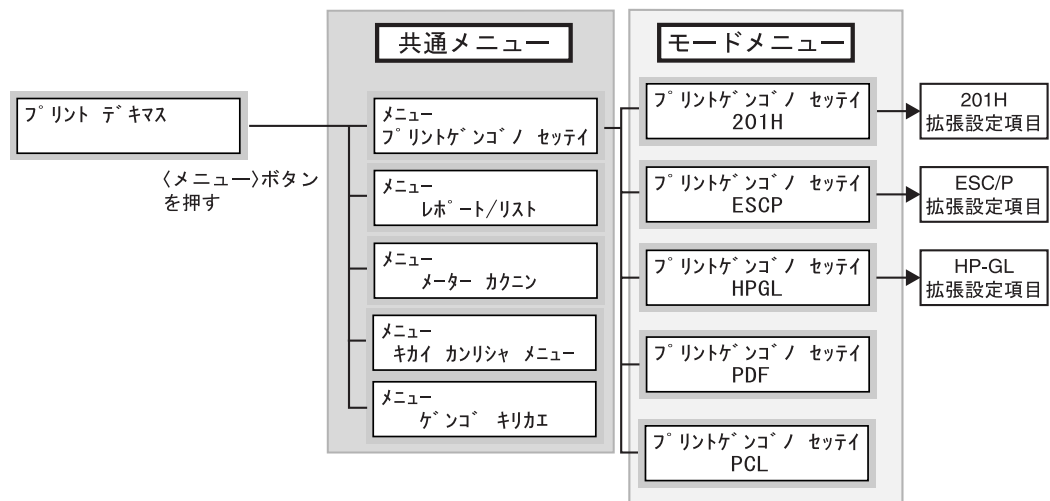 共通メニュー
モードメニュー
プリント デキマス
〈メニュー〉ボタン
を押す
メニュー
プリントゲンゴノ セッテイ
メニュー
レポート/リスト
メニュー
メーター カクニン
メニュー
キカイ カンリシャ メニュー
メニュー
ゲンゴ キリカエ
プリントゲンゴノ セッテイ
201H
プリントゲンゴノ セッテイ
ESCP
プリントゲンゴノ セッテイ
HPGL
プリントゲンゴノ セッテイ
PDF
プリントゲンゴノ セッテイ
PCL
201H
拡張設定項目
ESC/P
拡張設定項目
HP-GL
拡張設定項目